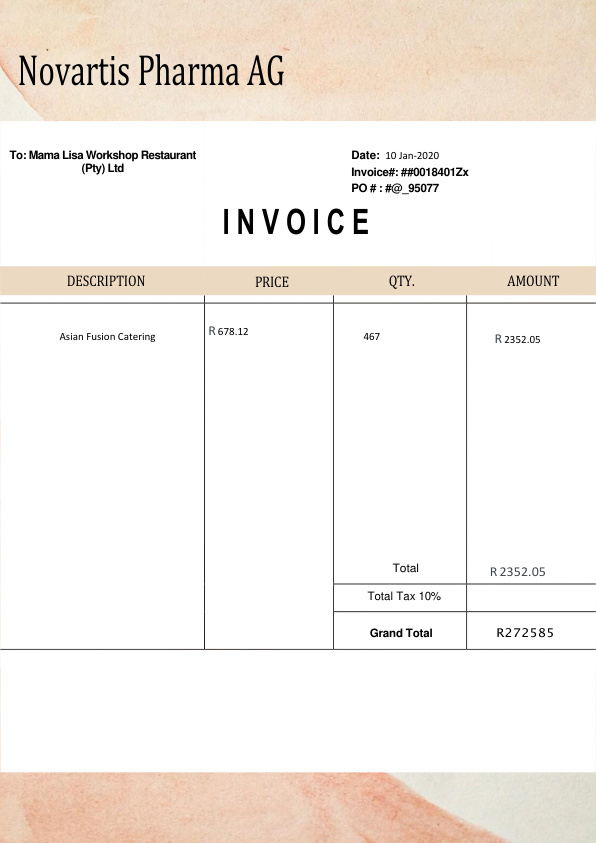 Novartis Pharma AG
To: Mama Lisa Workshop Restaurant
(Pty) Ltd
Date: 10 Jan-2020
Invoice#: ##0018401Zx
PO # : #@_95077
INVOICE
DESCRIPTION PRICE QTY. AMOUNT
Asian Fusion Catering R 678.12 467 R 2352.05
Total R 2352.05
Total Tax 10%
Grand Total R272585